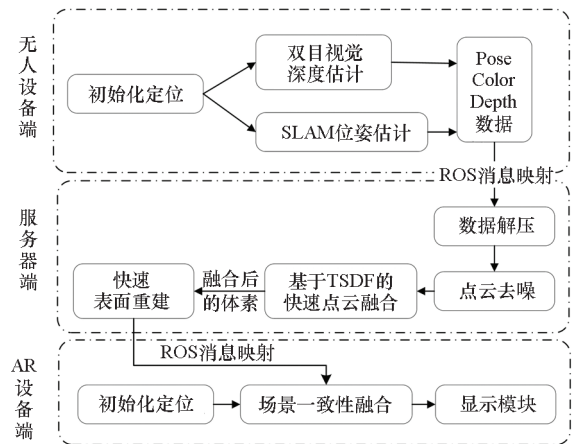 无人设备端
初始化定位
双目视觉
深度估计
SLAM位姿估计
Pose
Color
Depth
数据
ROS消息映射
服务器端
数据解压
点云去噪
基于TSDF的
快速点云融合
融合后
的体素
快速
表面重建
ROS消息映射
AR
设备端
初始化定位
场景一致性融合
显示模块